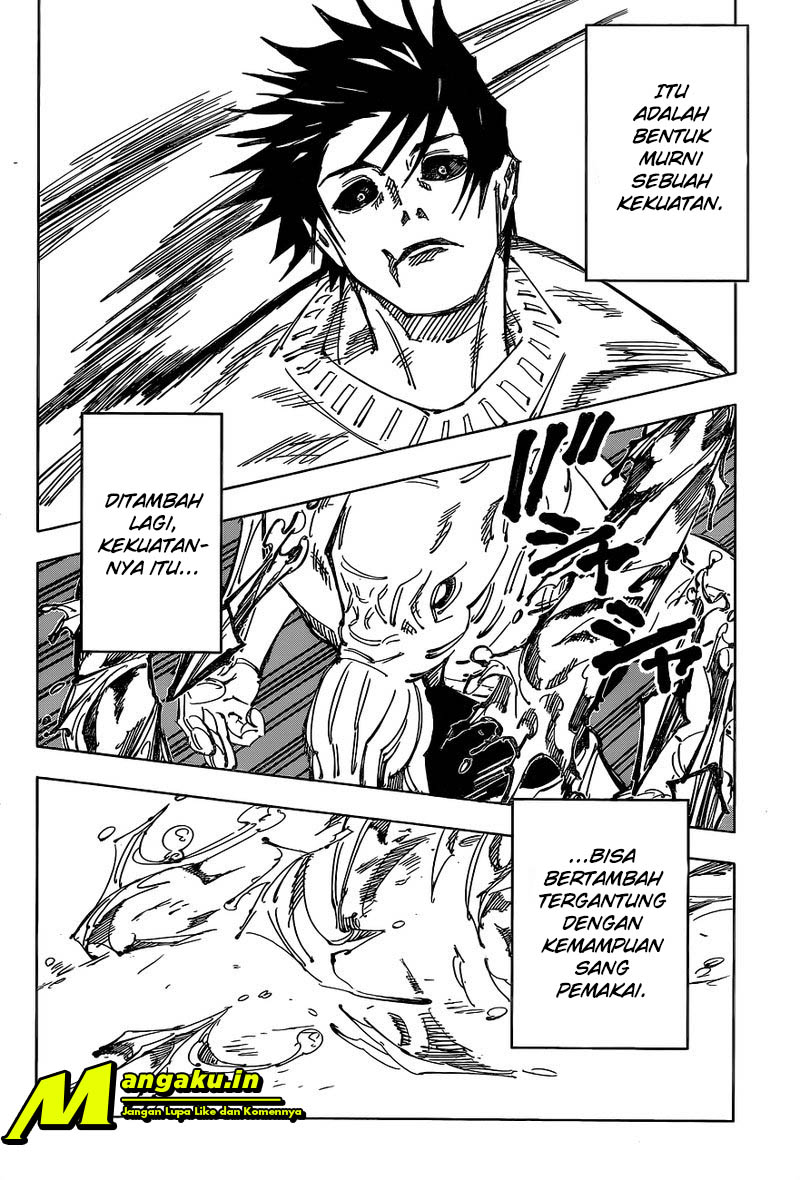 ITU
ADALAH
BENTUK
MURNI
SEBUAH
KEKUATAN.
DITAMBAH
LAGI,
KEKUATAN-
NYA ITU...
バシャ
シャ
...BISA
BERTAMBAH
TERGANTUNG
DENGAN
KEMAMPUAN
SANG
PEMAKAI.
Mangaku.in
Jangan Lupa Like dan Komennya